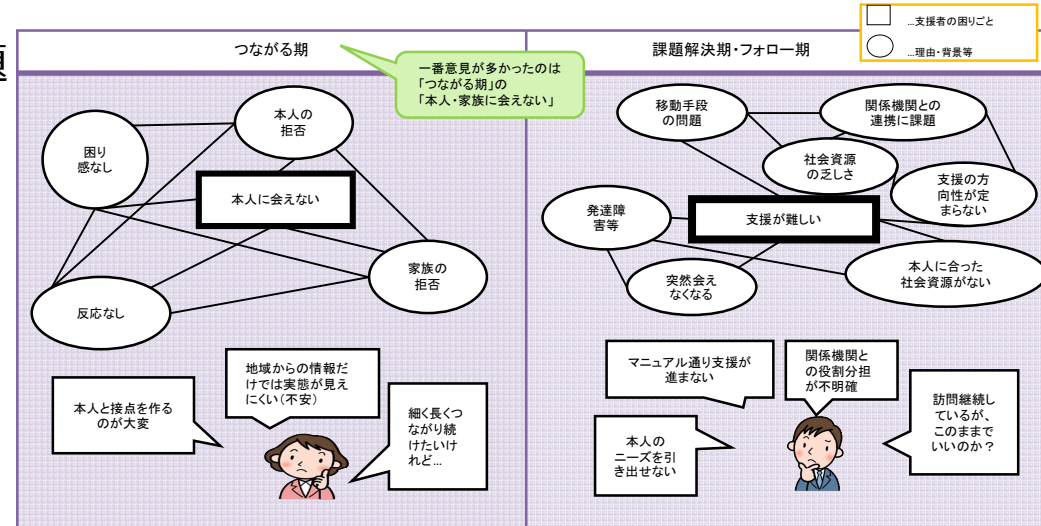 題
…支援者の困りごと
…理由・背景等
つながる期
課題解決期・フォロー期
一番意見が多かったのは
「つながる期」の
「本人・家族に会えない」
困り
感なし
本人の
拒否
本人に会えない
家族の
拒否
反応なし
移動手段
の問題
関係機関との
連携に課題
社会資源
の乏しさ
支援の方
向性が定
まらない
発達障
害等
支援が難しい
突然会え
なくなる
本人に合った
社会資源がない
本人と接点を作る
のが大変
地域からの情報だ
けでは実態が見え
にくい（不安）
細く長くつ
ながり続
けたいけ
れど…
マニュアル通り支援が
進まない
関係機関と
の役割分担
が不明確
本人の
ニーズを引
き出せない
訪問継続し
ているが、
このままで
いいのか？